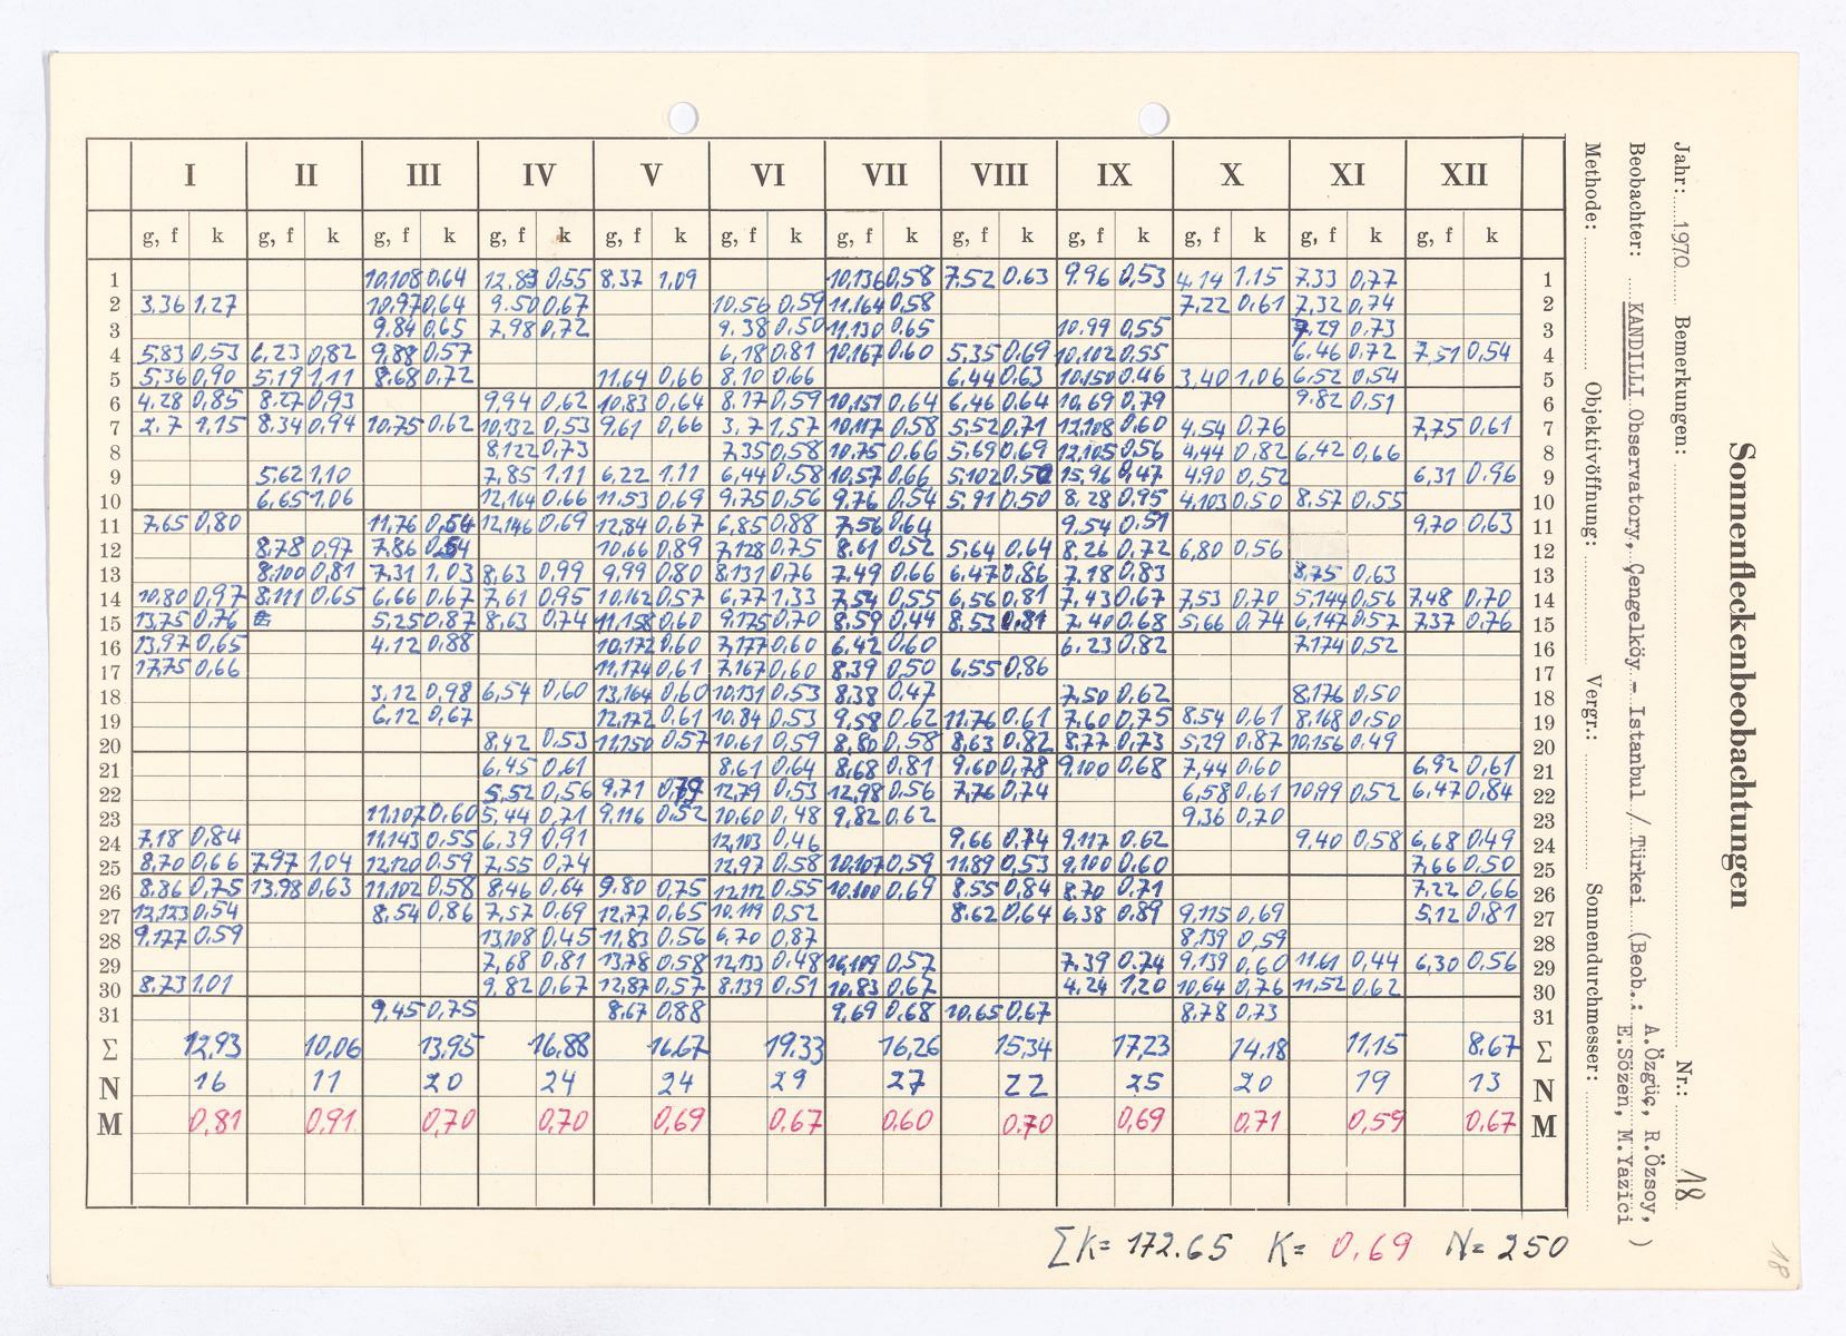 Sonnenfleckenbeobachtungen
Jahr: 1970 Bemerkungen: Nr.: 18
Beobachter: KANDILLI Observatory, Çengelköy - Istanbul / Türkei (Beob.: A.Özgüç, R.Özsoy, E.Sözen, M.Yazici)
Methode: Objektivöffnung: Vergr.: Sonnendurchmesser:
I II III IV V VI VII VIII IX X XI XII
g, f k g, f k g, f k g, f k g, f k g, f k g, f k g, f k g, f k g, f k g, f k g, f k
1 10,108 0,64 12.83 0,55 8.37 1,09 10,136 0,58 7.52 0.63 9.96 0,53 4,14 1.15 7.33 0,77 1
2 3,36 1,27 10,97 0,64 9.50 0,67 10,56 0,59 11,164 0,58 7,22 0,61 7,32 0,74 2
3 9.84 0,65 7,98 0,72 9.38 0,50 11,130 0,65 10.99 0,55 7,29 0,73 3
4 5,83 0,53 6,23 0,82 9,88 0,57 6,18 0,81 10,167 0.60 5,35 0,69 10,102 0,55 6.46 0,72 7,51 0,54 4
5 5,36 0,90 5,19 1,11 8.68 0,72 11,64 0,66 8.10 0,66 6,44 0,63 10,150 0.46 3,40 1,06 6,52 0,54 5
6 4.28 0,85 8.27 0,93 9,94 0,62 10,83 0,64 8,17 0,59 10,151 0,64 6,46 0,64 10,69 0,79 9.82 0,51 6
7 2.7 1,15 8.34 0,94 10,75 0,62 10,132 0,53 9,61 0,66 3,7 1,57 10,117 0,58 5,52 0,71 12,108 0,60 4,54 0,76 7,75 0,61 7
8 8,122 0,73 7,35 0,58 10,75 0,66 5,69 0,69 12,105 0,56 4,44 0,82 6,42 0,66 8
9 5,62 1,10 7,85 1,11 6,22 1.11 6,44 0,58 10,57 0,66 5,102 0,50 15,96 0,47 4,90 0,52 6,31 0,96 9
10 6,65 1,06 12,164 0,66 11,53 0,69 9,75 0,56 9,76 0,54 5,91 0,50 8,28 0,95 4,103 0,50 8.57 0,55 10
11 7,65 0,80 11,76 0,54 12,146 0,69 12,84 0,67 6,85 0,88 7,56 0,64 9,54 0,51 9,70 0,63 11
12 8,78 0,97 7,86 0,54 10,66 0,89 7,128 0,75 8.61 0,52 5,64 0,64 8,26 0,72 6,80 0,56 12
13 8,100 0,81 7,31 1,03 8,63 0,99 9,99 0,80 8,131 0,76 7,49 0,66 6,47 0,86 7,18 0,83 8,75 0,63 13
14 10,80 0,97 8,111 0,65 6,66 0,67 7,61 0,95 10,162 0,57 6,77 1,33 7,54 0,55 6,56 0,81 7,43 0,67 7,53 0,70 5,144 0,56 7,48 0,70 14
15 13,75 0,76 5,25 0,87 8,63 0,74 11,158 0,60 9,175 0,70 8,59 0,44 8,53 0,81 7,40 0,68 5,66 0,74 6,147 0,57 7,37 0,76 15
16 13,97 0,65 4.12 0,88 10,172 0,60 7,177 0,60 6,42 0,60 6.23 0,82 7,174 0,52 16
17 17,75 0,66 11,174 0,61 7,167 0,60 8,39 0,50 6,55 0,86 17
18 3,12 0,98 6,54 0,60 13,164 0,60 10,131 0,53 8,38 0,47 7,50 0,62 8,176 0,50 18
19 6,12 0,67 12,172 0,61 10,84 0,53 9,58 0,62 11,76 0,61 7,60 0,75 8,54 0,61 8,168 0,50 19
20 8,42 0,53 11,150 0,57 10,61 0,59 8,80 0,58 8,63 0,82 8,77 0,73 5,29 0,87 10,156 0,49 20
21 6,45 0,61 8,61 0,64 8,68 0,81 9,60 0,78 9,100 0,68 7,44 0,60 6,92 0,61 21
22 5,52 0,56 9,71 0,79 12,79 0,53 12,98 0,56 7,76 0,74 6,58 0,61 10,99 0,52 6,47 0,84 22
23 11,107 0,60 5,44 0,71 9,116 0,52 10,60 0,48 9,82 0,62 9,36 0,70 23
24 7,18 0,84 11,143 0,55 6,39 0,91 12,103 0,46 9,66 0,74 9,117 0,62 9,40 0,58 6,68 0,49 24
25 8,70 0,66 7,97 1,04 12,120 0,59 7,55 0,74 11,97 0,58 10,107 0,59 11,89 0,53 9,100 0,60 7,66 0,50 25
26 8.86 0,75 13,98 0,63 11,102 0,58 8,46 0,64 9.80 0,75 12,112 0,55 10,100 0,69 8.55 0,84 8,70 0,71 7,22 0,66 26
27 12,123 0,54 8,54 0,86 7,57 0,69 12,77 0,65 10,119 0,52 8.62 0,64 6,38 0,89 9,115 0,69 5,12 0,81 27
28 9,127 0,59 13,108 0,45 11,83 0,56 6,70 0,87 8,139 0,59 28
29 7,68 0,81 13,78 0,58 12,133 0,48 16,109 0,57 7,39 0,74 9,139 0,60 11,61 0,44 6,30 0,56 29
30 8.73 1,01 9,82 0,67 12,87 0,57 8,139 0,51 10,83 0,67 4,24 1,20 10,64 0,76 11,52 0,62 30
31 9,45 0,75 8,67 0,88 9,69 0,68 10,65 0,67 8,78 0,73 31
Σ 12,93 10,06 13,95 16,88 16,67 19,33 16,26 15,34 17,23 14,18 11,15 8,67 Σ
N 16 11 20 24 24 29 27 22 25 20 19 13 N
M 0,81 0,91 0,70 0,70 0,69 0,67 0,60 0.70 0,69 0,71 0,59 0,67 M
Σk= 172.65 K= 0,69 N= 250
18